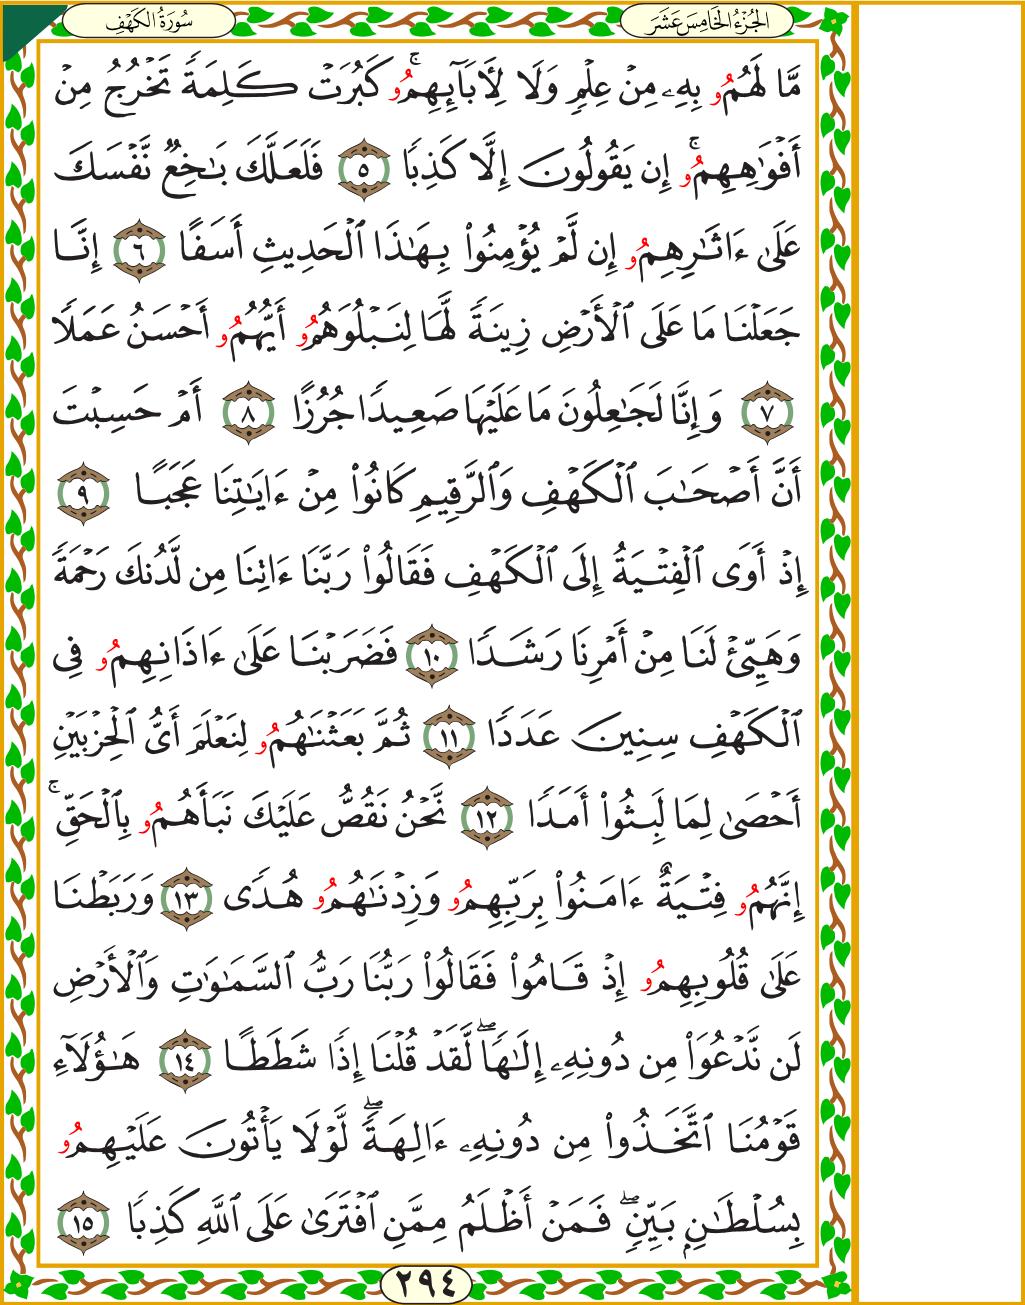 الجُزْءُ الخَامِسَ عَشَرَ
سُورَةُ الكَهْفِ
مَّا لَهُمُۥ بِهِۦ مِنْ عِلْمٍ وَلَا لِأَبَآئِهِمُۥۚ كَبُرَتْ كَلِمَةً تَخْرُجُ مِنْ
أَفْوَٰهِهِمُۥۚ إِن يَقُولُونَ إِلَّا كَذِبًا ٥ فَلَعَلَّكَ بَٰخِعٌ نَّفْسَكَ
عَلَىٰ ءَاثَٰرِهِمُۥ إِن لَّمْ يُؤْمِنُوا۟ بِهَٰذَا ٱلْحَدِيثِ أَسَفًا ٦ إِنَّا
جَعَلْنَا مَا عَلَى ٱلْأَرْضِ زِينَةً لَّهَا لِنَبْلُوَهُمُۥ أَيُّهُمُۥ أَحْسَنُ عَمَلًا
٧ وَإِنَّا لَجَٰعِلُونَ مَا عَلَيْهَا صَعِيدًا جُرُزًا ٨ أَمْ حَسِبْتَ
أَنَّ أَصْحَٰبَ ٱلْكَهْفِ وَٱلرَّقِيمِ كَانُوا۟ مِنْ ءَايَٰتِنَا عَجَبًا ٩
إِذْ أَوَى ٱلْفِتْيَةُ إِلَى ٱلْكَهْفِ فَقَالُوا۟ رَبَّنَا ءَاتِنَا مِن لَّدُنكَ رَحْمَةً
وَهَيِّئْ لَنَا مِنْ أَمْرِنَا رَشَدًا ١٠ فَضَرَبْنَا عَلَىٰ ءَاذَانِهِمُۥ فِى
ٱلْكَهْفِ سِنِينَ عَدَدًا ١١ ثُمَّ بَعَثْنَٰهُمُۥ لِنَعْلَمَ أَىُّ ٱلْحِزْبَيْنِ
أَحْصَىٰ لِمَا لَبِثُوٓا۟ أَمَدًا ١٢ نَّحْنُ نَقُصُّ عَلَيْكَ نَبَأَهُمُۥ بِٱلْحَقِّۚ
إِنَّهُمُۥ فِتْيَةٌ ءَامَنُوا۟ بِرَبِّهِمُۥ وَزِدْنَٰهُمُۥ هُدًى ١٣ وَرَبَطْنَا
عَلَىٰ قُلُوبِهِمُۥ إِذْ قَامُوا۟ فَقَالُوا۟ رَبُّنَا رَبُّ ٱلسَّمَٰوَٰتِ وَٱلْأَرْضِ
لَن نَّدْعُوَا۟ مِن دُونِهِۦ إِلَٰهًاۖ لَّقَدْ قُلْنَا إِذًا شَطَطًا ١٤ هَٰؤُلَآءِ
قَوْمُنَا ٱتَّخَذُوا۟ مِن دُونِهِۦ ءَالِهَةًۖ لَّوْلَا يَأْتُونَ عَلَيْهِمُۥ
بِسُلْطَٰنٍ بَيِّنٍۖ فَمَنْ أَظْلَمُ مِمَّنِ ٱفْتَرَىٰ عَلَى ٱللَّهِ كَذِبًا ١٥
٢٩٤